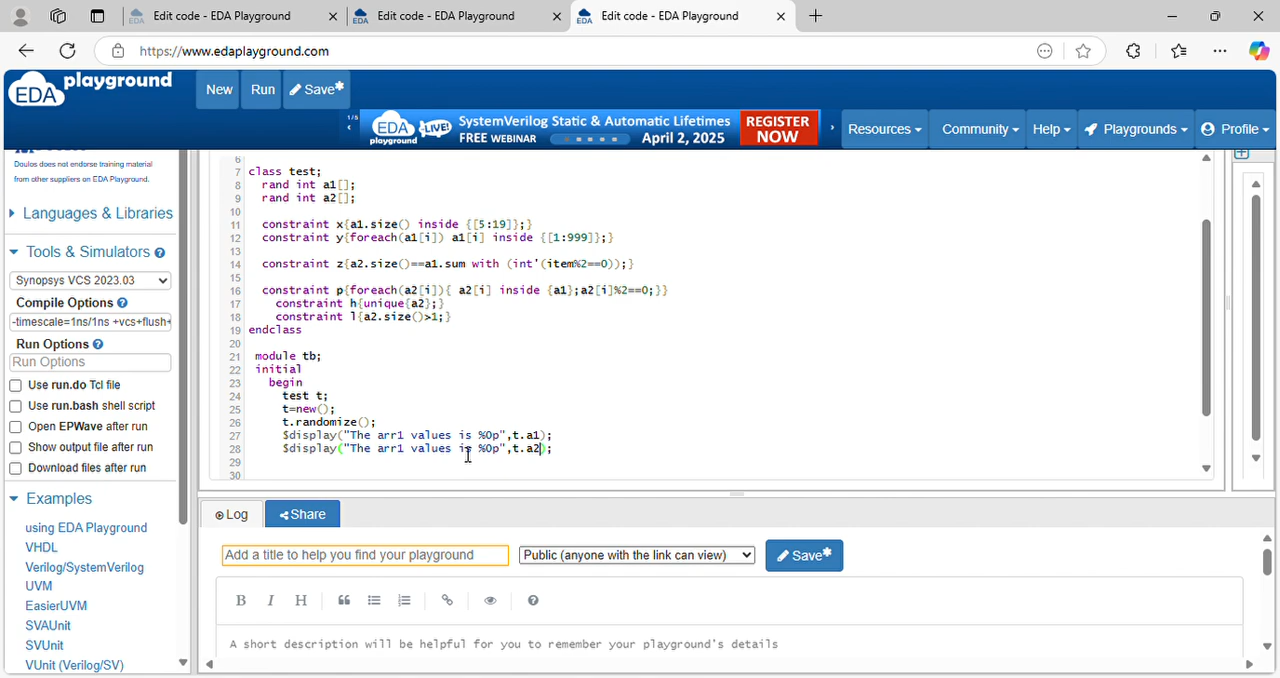 Edit code - EDA Playground
Edit code - EDA Playground
Edit code - EDA Playground
https://www.edaplayground.com
EDA playground
New
Run
Save*
1/5
EDA playground LIVE!
SystemVerilog Static & Automatic Lifetimes
FREE WEBINAR
April 2, 2025
REGISTER NOW
Resources
Community
Help
Playgrounds
Profile
Doulos does not endorse training material
from other suppliers on EDA Playground.
Languages & Libraries
Tools & Simulators
Synopsys VCS 2023.03
Compile Options
-timescale=1ns/1ns +vcs+flush+
Run Options
Run Options
Use run.do Tcl file
Use run.bash shell script
Open EPWave after run
Show output file after run
Download files after run
Examples
using EDA Playground
VHDL
Verilog/SystemVerilog
UVM
EasierUVM
SVAUnit
SVUnit
VUnit (Verilog/SV)
6
7 class test;
8 rand int a1[];
9 rand int a2[];
10
11 constraint x{a1.size() inside {[5:19]};}
12 constraint y{foreach(a1[i]) a1[i] inside {[1:999]};}
13
14 constraint z{a2.size()==a1.sum with (int'(item%2==0));}
15
16 constraint p{foreach(a2[i]){ a2[i] inside {a1};a2[i]%2==0;}}
17 constraint h{unique{a2};}
18 constraint l{a2.size()>1;}
19 endclass
20
21 module tb;
22 initial
23 begin
24 test t;
25 t=new();
26 t.randomize();
27 $display("The arr1 values is %0p",t.a1);
28 $display("The arr1 values is %0p",t.a2);
29
30
Log
Share
Add a title to help you find your playground
Public (anyone with the link can view)
Save*
B I H
A short description will be helpful for you to remember your playground's details